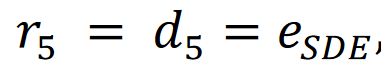 r₅ = d₅ = e_SDE,